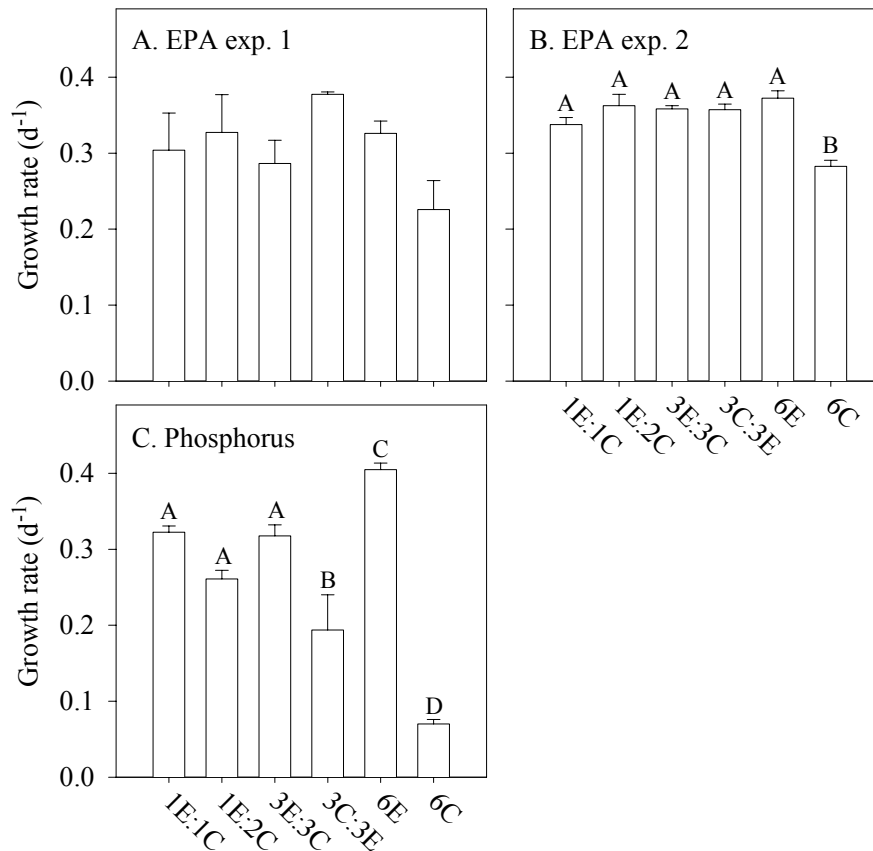 A. EPA exp. 1
Growth rate (d-1)
0.4
0.3
0.2
0.1
0.0
B. EPA exp. 2
A
A
A
A
A
B
1E:1C
1E:2C
3E:3C
3C:3E
6E
6C
C. Phosphorus
Growth rate (d-1)
0.4
0.3
0.2
0.1
0.0
A
A
A
B
C
D
1E:1C
1E:2C
3E:3C
3C:3E
6E
6C